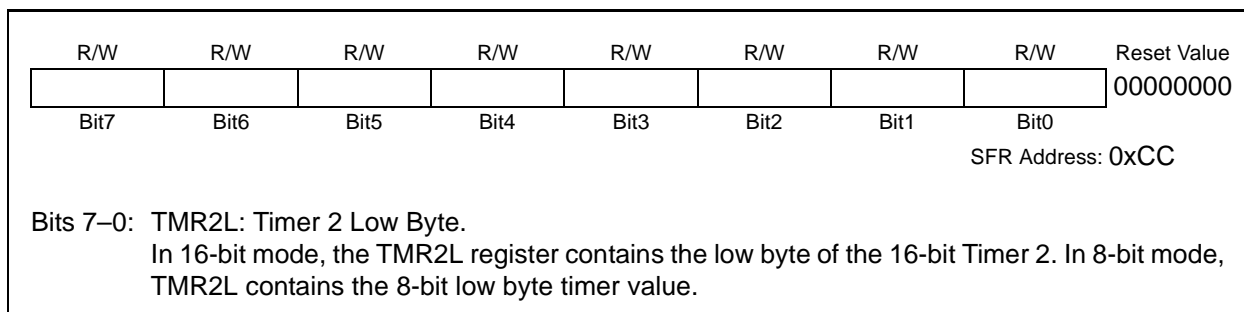 R/W R/W R/W R/W R/W R/W R/W R/W Reset Value
00000000
Bit7 Bit6 Bit5 Bit4 Bit3 Bit2 Bit1 Bit0
SFR Address: 0xCC
Bits 7–0: TMR2L: Timer 2 Low Byte.
In 16-bit mode, the TMR2L register contains the low byte of the 16-bit Timer 2. In 8-bit mode,
TMR2L contains the 8-bit low byte timer value.